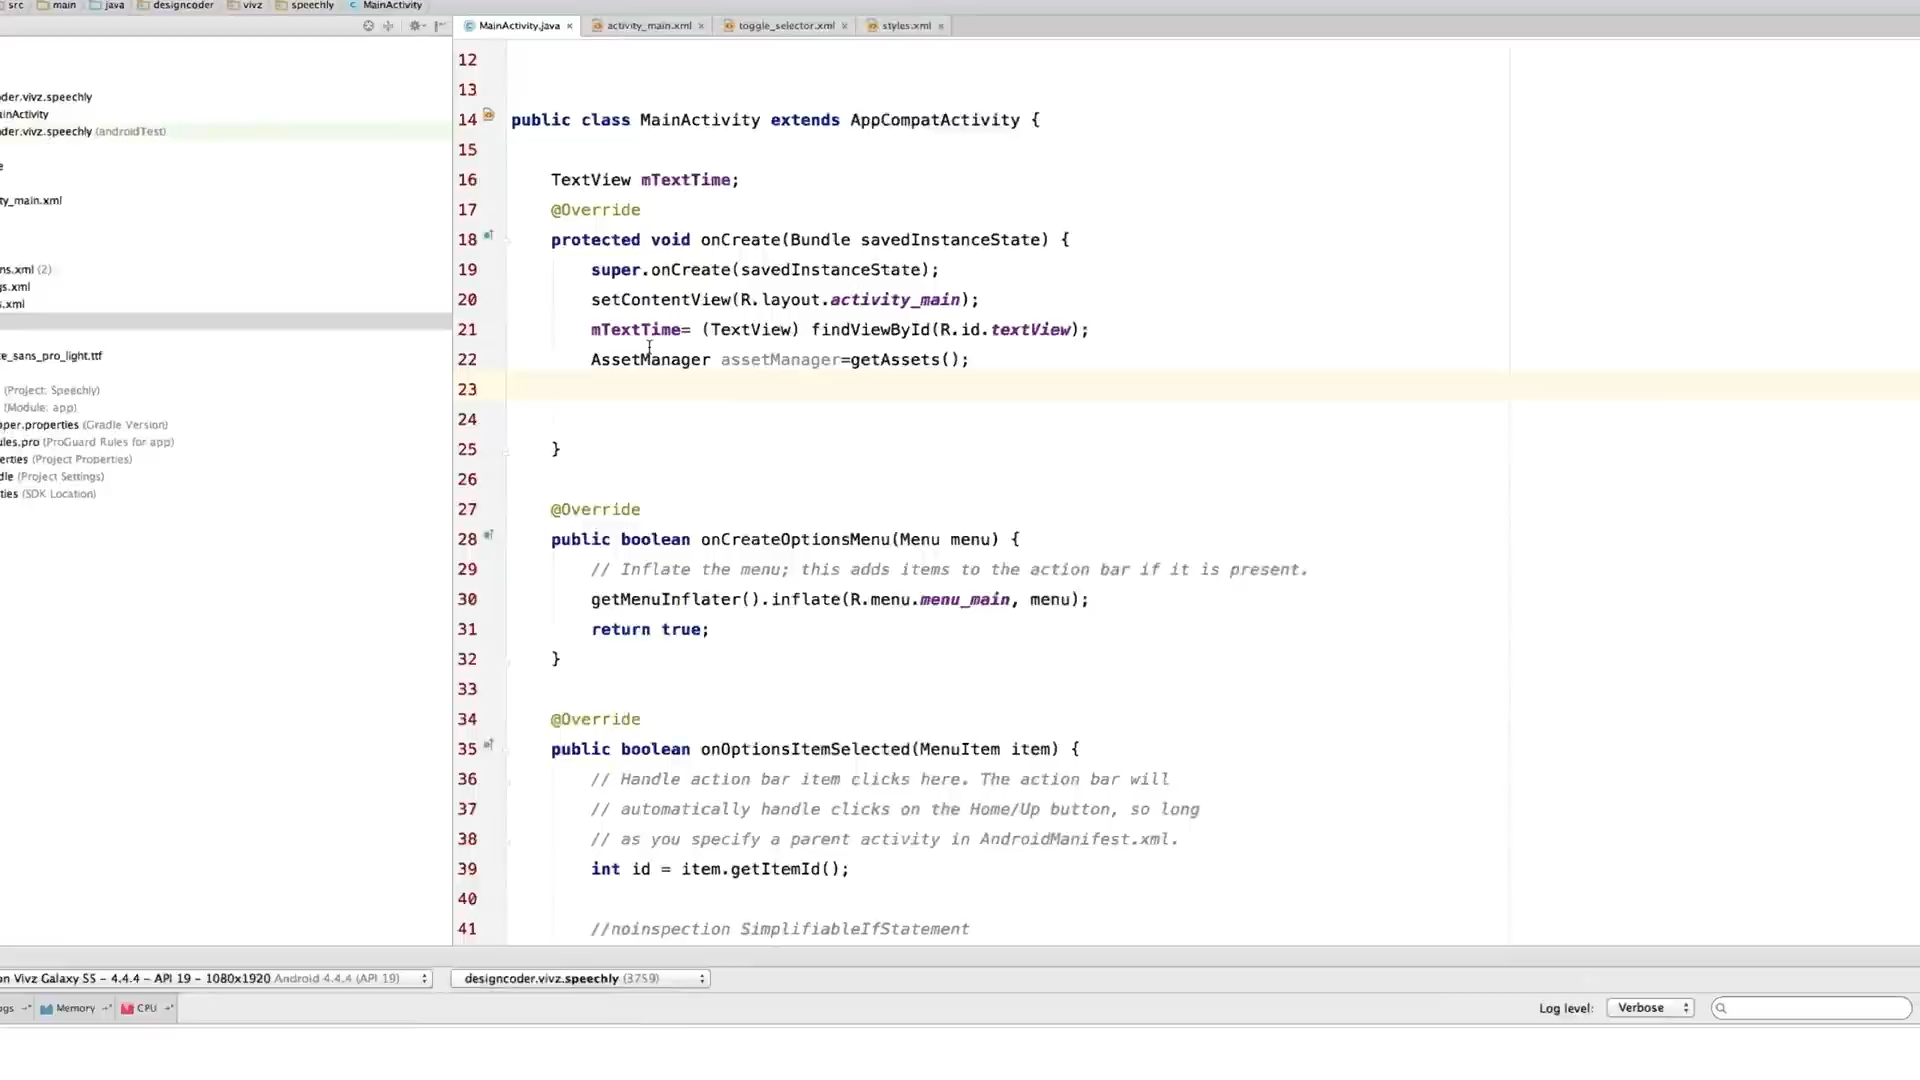 src main java designcoder vivz speechly MainActivity
MainActivity.java activity_main.xml toggle_selector.xml styles.xml
der.vivz.speechly
ainActivity
der.vivz.speechly (androidTest)
e
ty_main.xml
ns.xml (2)
s.xml
s.xml
e_sans_pro_light.ttf
(Project: Speechly)
(Module: app)
per.properties (Gradle Version)
ules.pro (ProGuard Rules for app)
erties (Project Properties)
dle (Project Settings)
ties (SDK Location)
12
13
14 public class MainActivity extends AppCompatActivity {
15
16 TextView mTextTime;
17 @Override
18 protected void onCreate(Bundle savedInstanceState) {
19 super.onCreate(savedInstanceState);
20 setContentView(R.layout.activity_main);
21 mTextTime= (TextView) findViewById(R.id.textView);
22 AssetManager assetManager=getAssets();
23
24
25 }
26
27 @Override
28 public boolean onCreateOptionsMenu(Menu menu) {
29 // Inflate the menu; this adds items to the action bar if it is present.
30 getMenuInflater().inflate(R.menu.menu_main, menu);
31 return true;
32 }
33
34 @Override
35 public boolean onOptionsItemSelected(MenuItem item) {
36 // Handle action bar item clicks here. The action bar will
37 // automatically handle clicks on the Home/Up button, so long
38 // as you specify a parent activity in AndroidManifest.xml.
39 int id = item.getItemId();
40
41 //noinspection SimplifiableIfStatement
on Vivz Galaxy S5 - 4.4.4 - API 19 - 1080x1920 Android 4.4.4 (API 19) designcoder.vivz.speechly (3759)
ogs Memory CPU Log level: Verbose